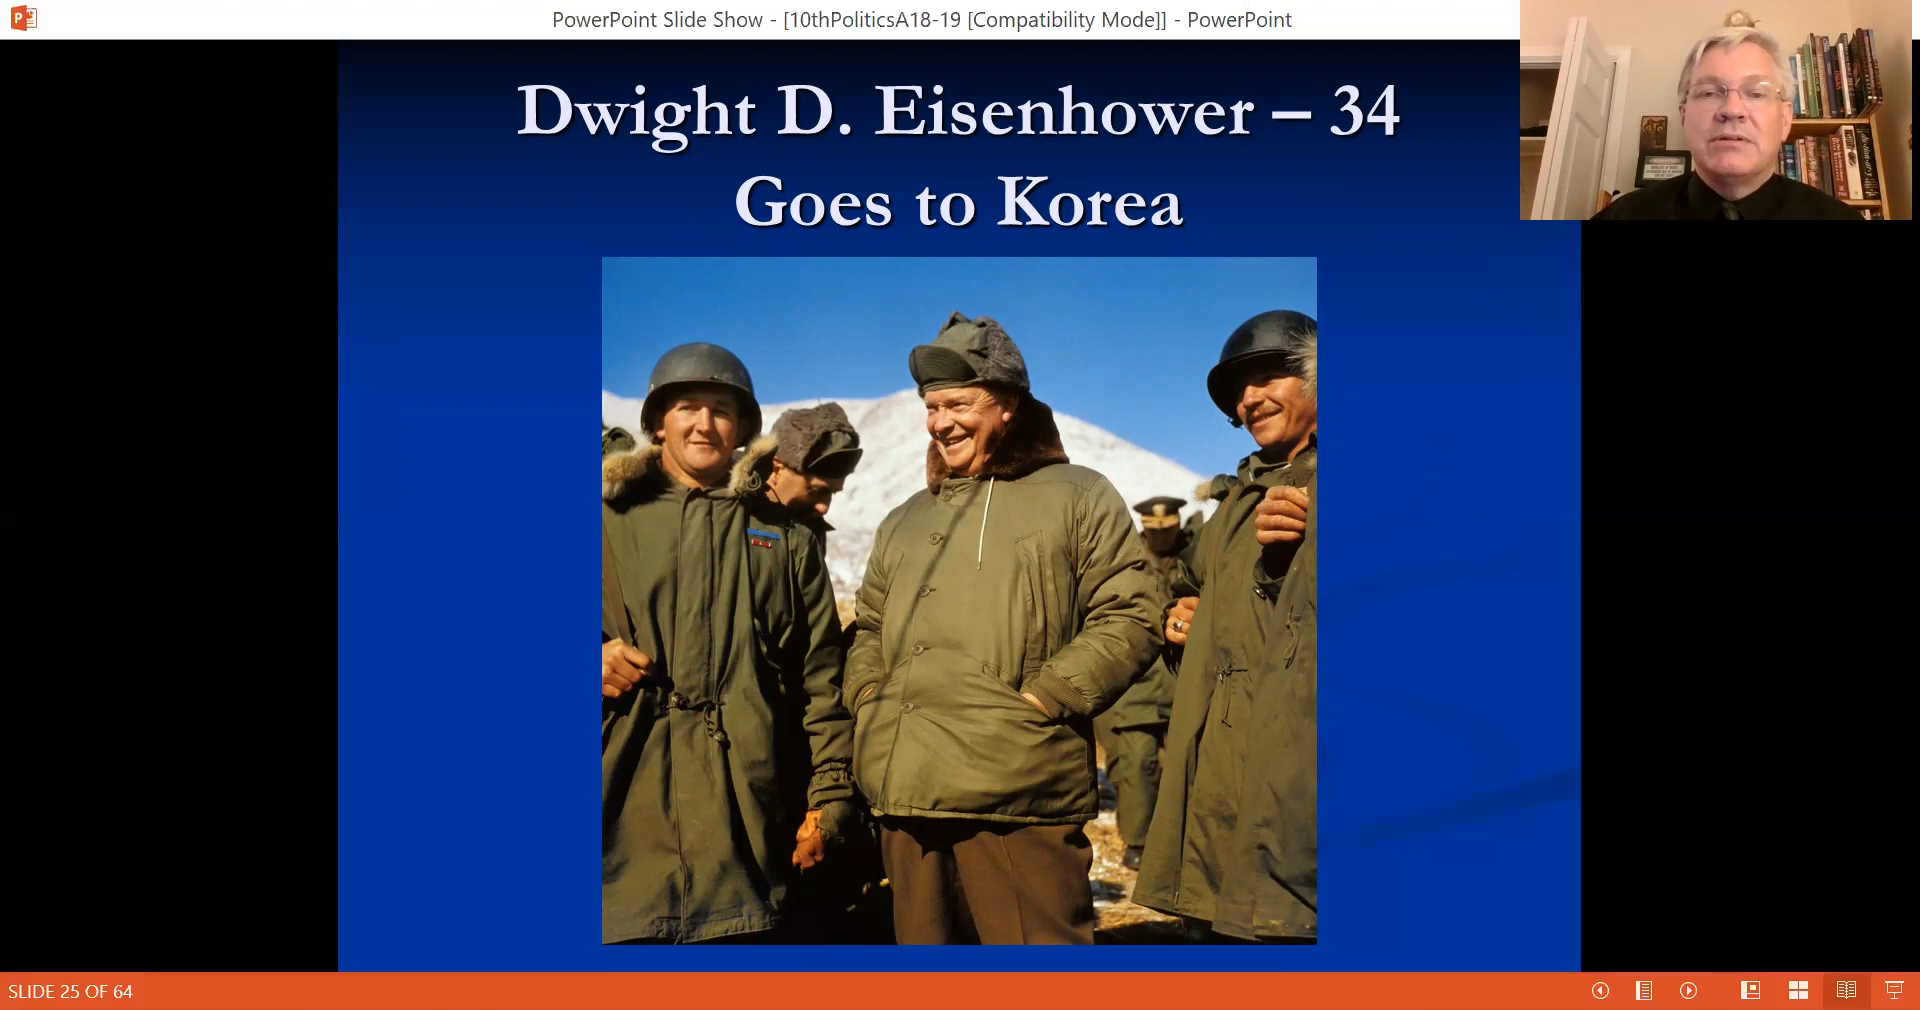 PowerPoint Slide Show - [10thPoliticsA18-19 [Compatibility Mode]] - PowerPoint
Dwight D. Eisenhower – 34
Goes to Korea
SLIDE 25 OF 64